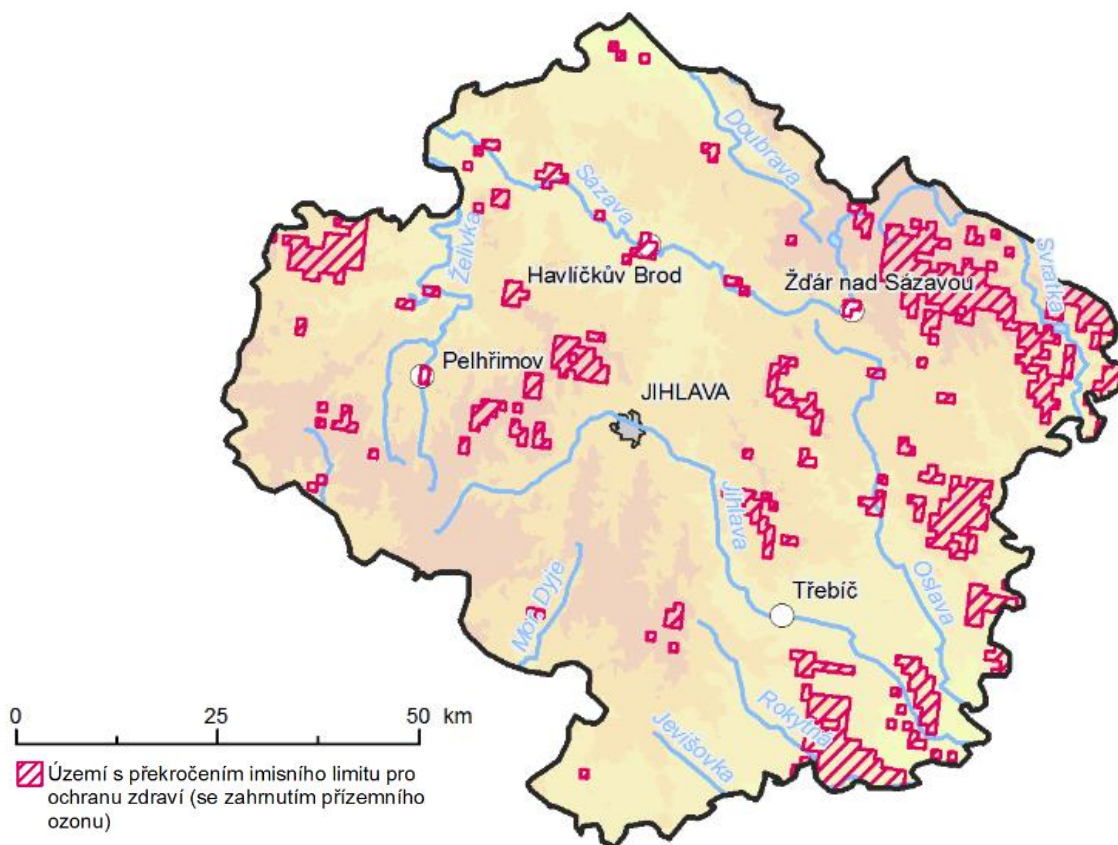 Doubrava
Sázava
Svratka
Želivka
Havlíčkův Brod
Žďár nad Sázavou
Pelhřimov
JIHLAVA
Jihlava
Oslava
Mor. Dyje
Třebíč
Rokytná
Jevišovka
0 25 50 km
Území s překročením imisního limitu pro
ochranu zdraví (se zahrnutím přízemního
ozonu)